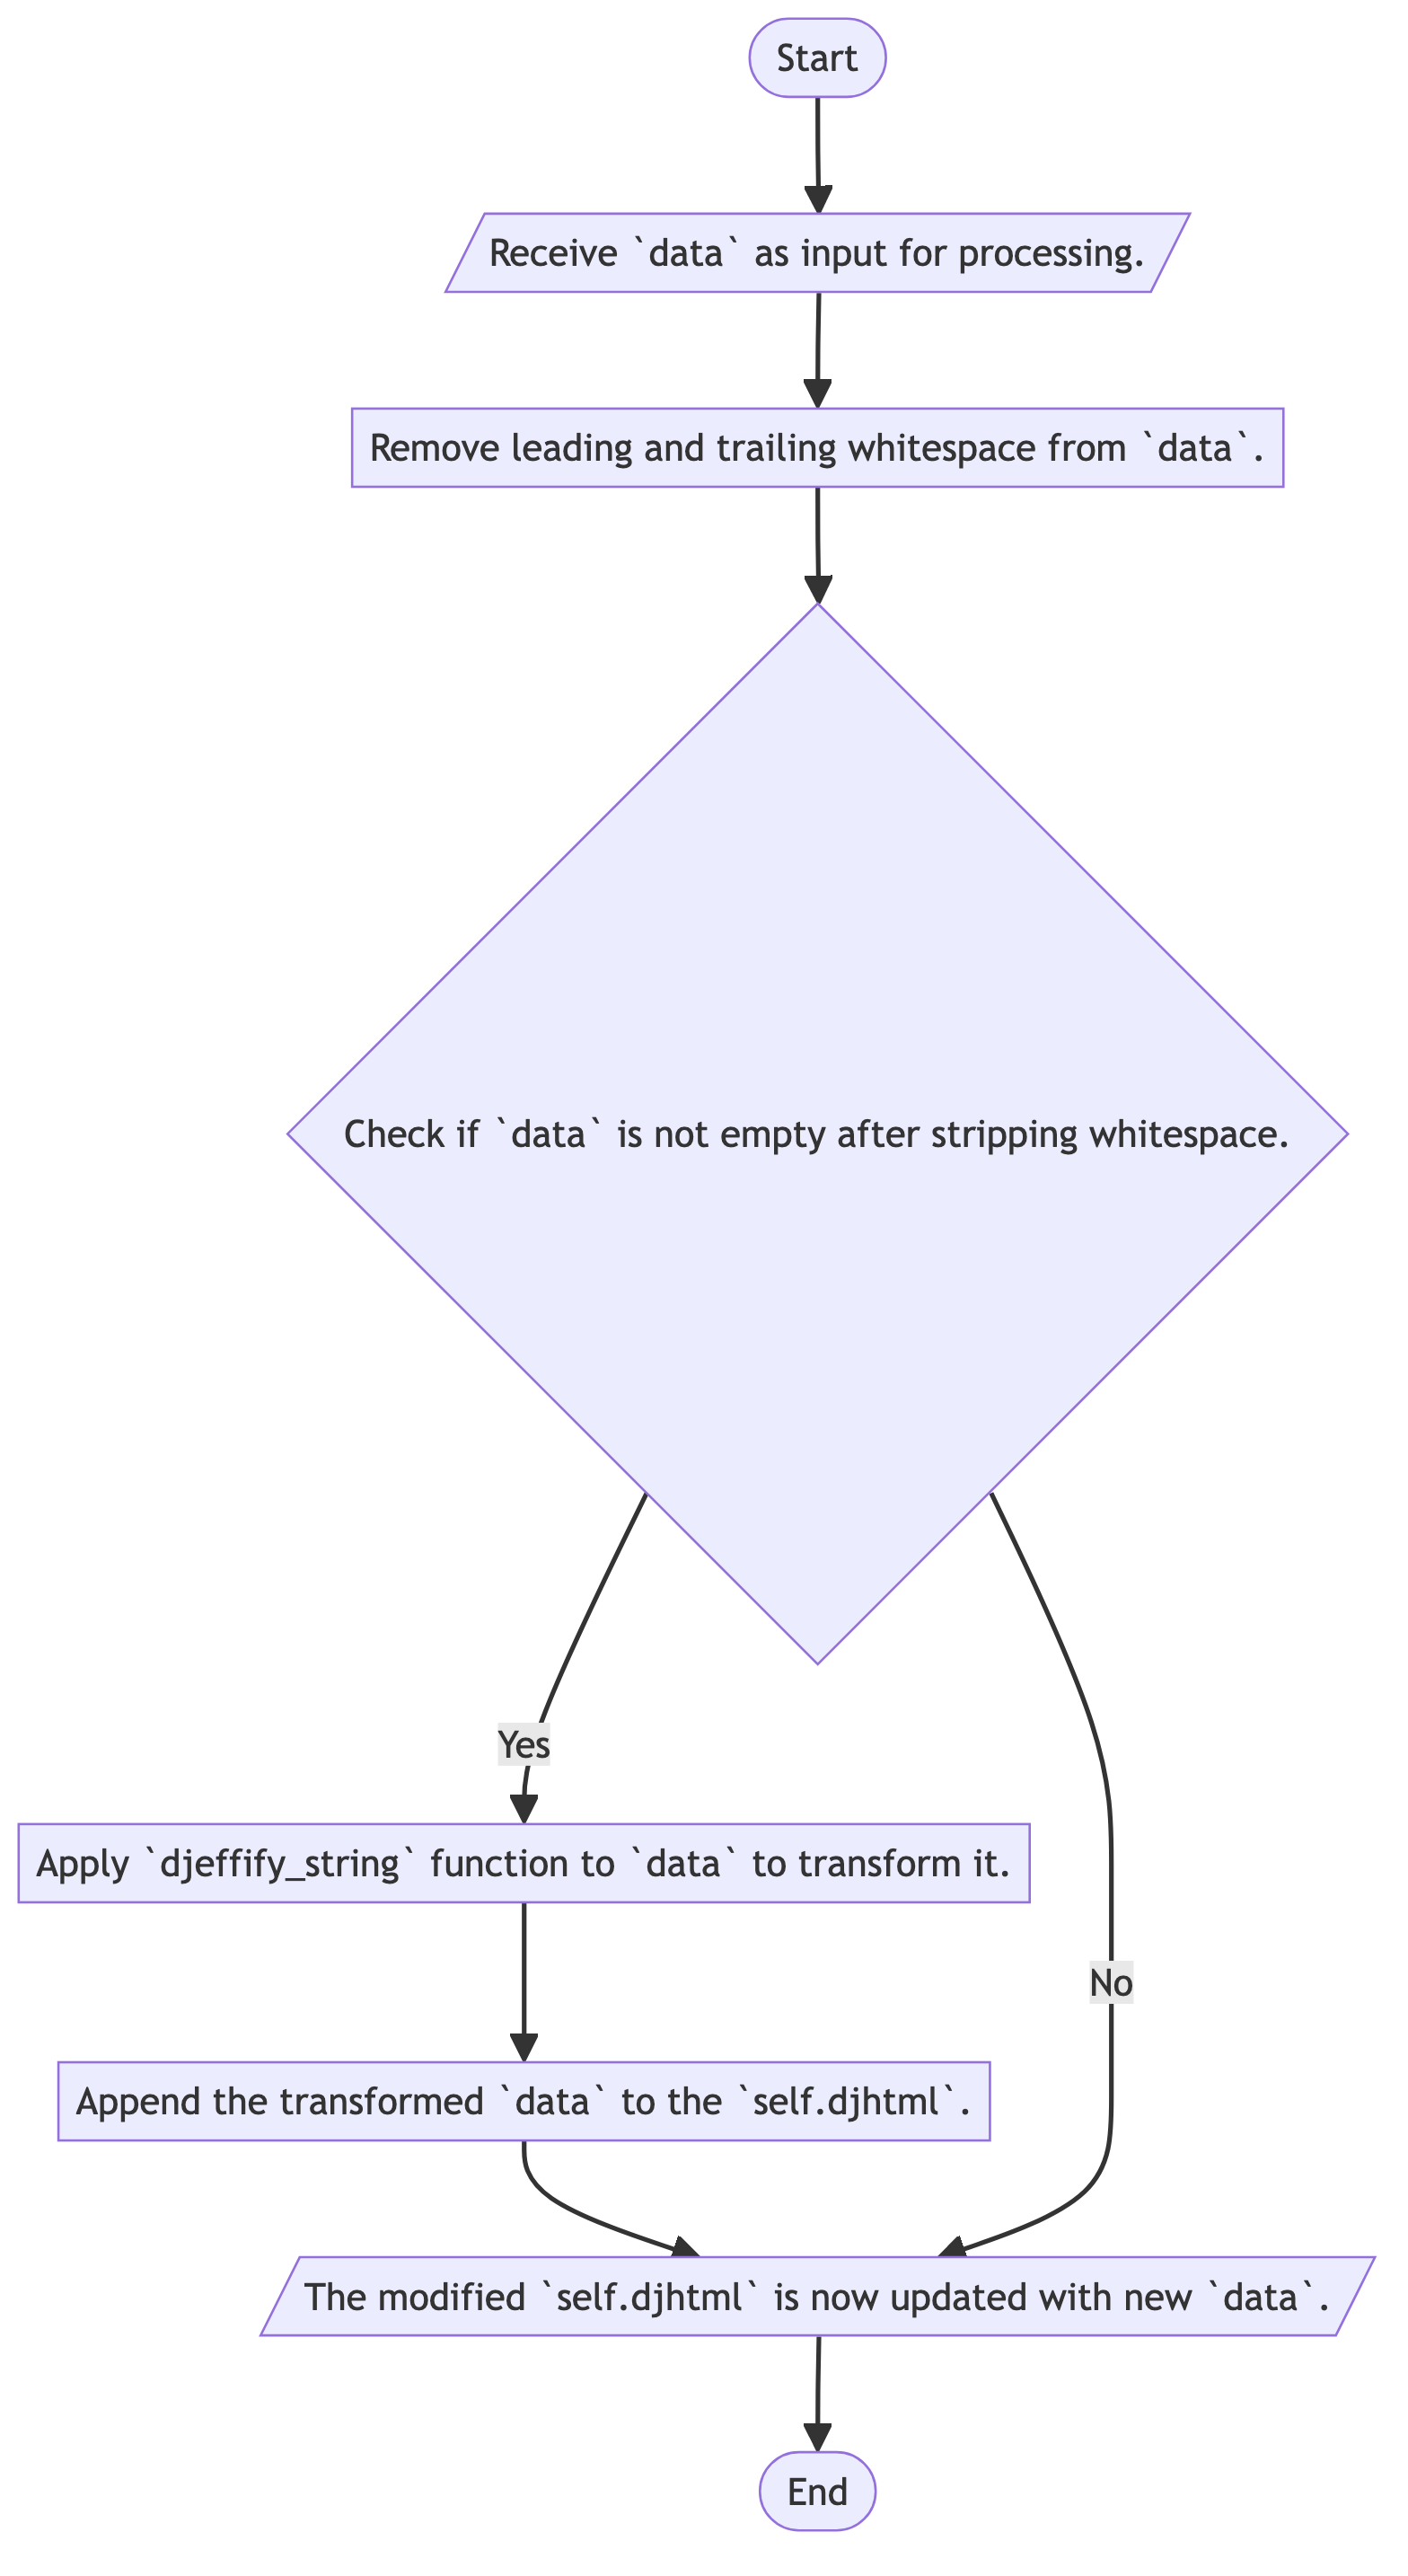 Start
Receive `data` as input for processing.
Remove leading and trailing whitespace from `data`.
Check if `data` is not empty after stripping whitespace.
Yes
Apply `djeffify_string` function to `data` to transform it.
No
Append the transformed `data` to the `self.djhtml`.
The modified `self.djhtml` is now updated with new `data`.
End